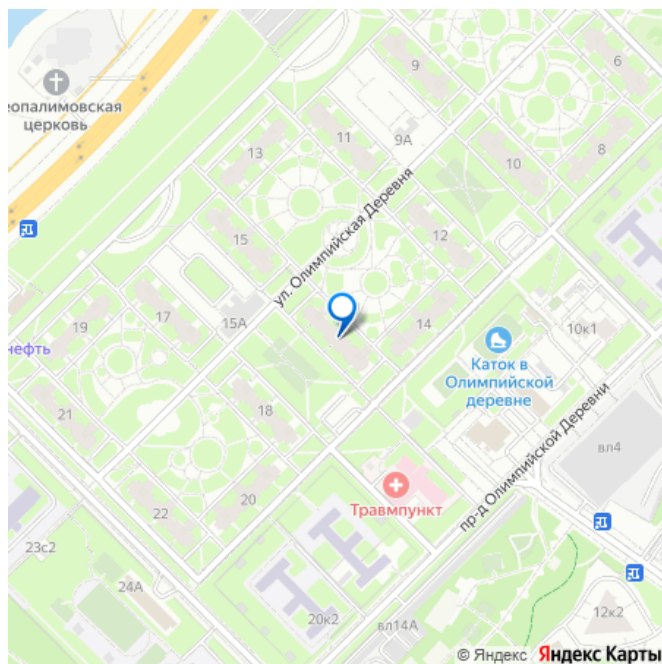 9
6
еопалимовская
церковь
11
9А
13
10
8
ул. Олимпийская Деревня
15
12
19
17
15А
14
10к1
нефть
Каток в
Олимпийской
деревне
21
18
вл4
пр-д Олимпийской Деревни
Травмпункт
22
20
23с2
24А
20к2
вл14А
12к2
© Яндекс Яндекс Карты